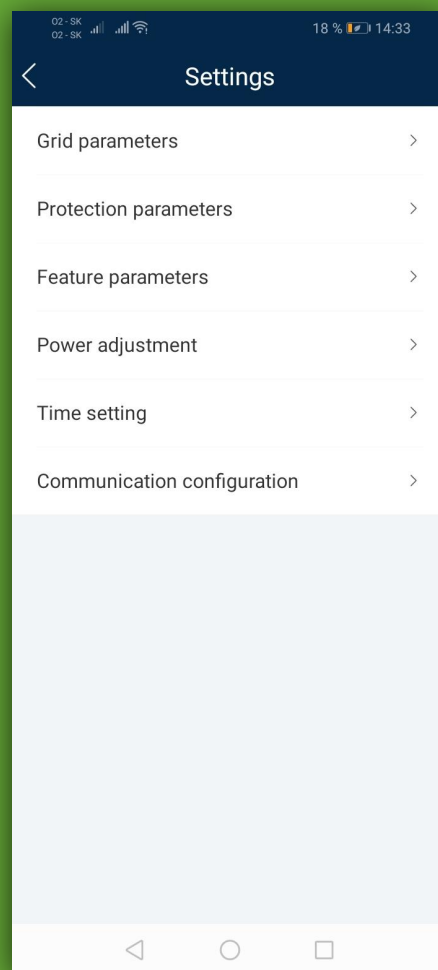 O2 - SK
O2 - SK
18 % 14:33
Settings
Grid parameters
Protection parameters
Feature parameters
Power adjustment
Time setting
Communication configuration